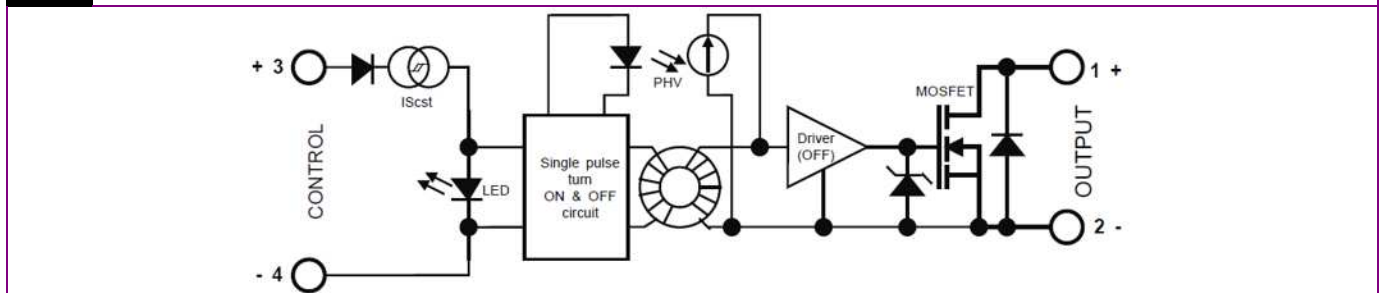 + 3
IScst
CONTROL
LED
- 4
Single pulse
turn
ON & OFF
circuit
PHV
Driver
(OFF)
MOSFET
1 +
OUTPUT
2 -